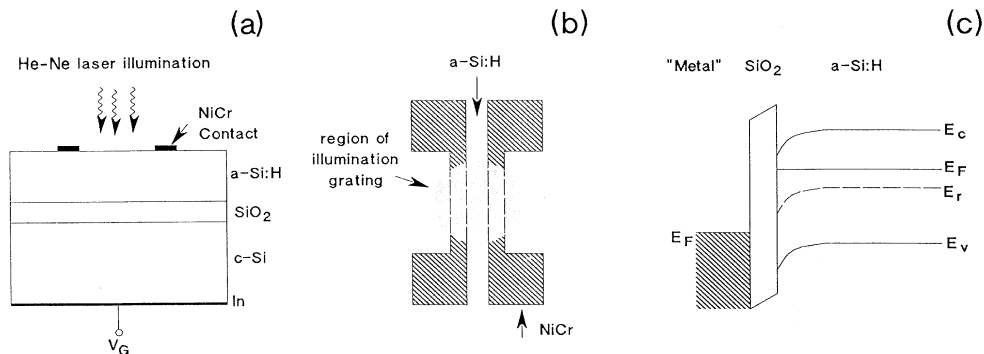 (a)
He-Ne laser illumination
NiCr
Contact
a-Si:H
SiO2
c-Si
In
VG
(b)
a-Si:H
region of
illumination
grating
NiCr
(c)
"Metal" SiO2 a-Si:H
Ec
EF
Er
EF
Ev